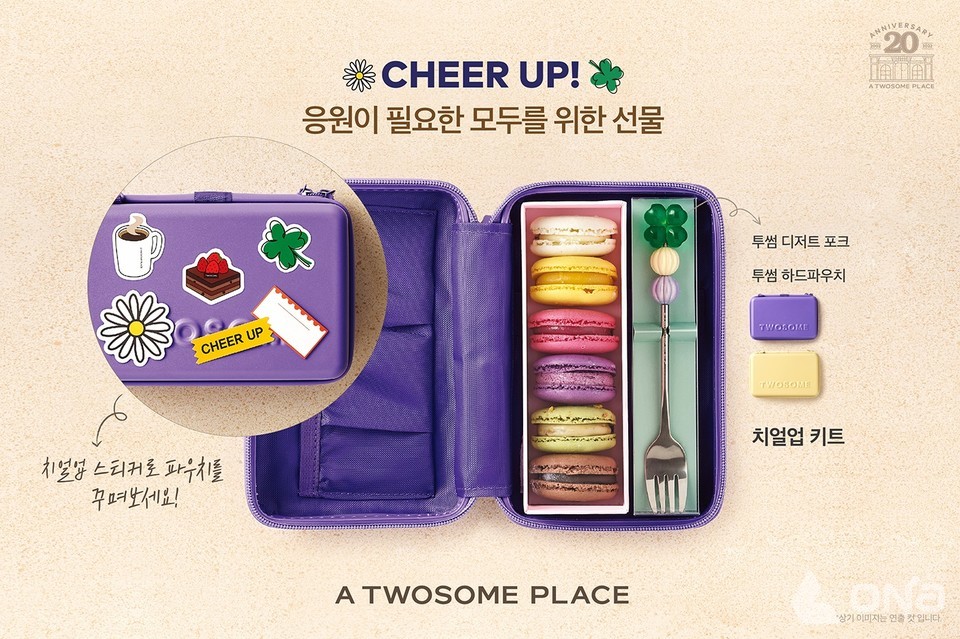 ANNIVERSARY
20
A TWOSOME PLACE
CHEER UP!
응원이 필요한 모두를 위한 선물
CHEER UP
투썸 디저트 포크
투썸 하드파우치
TWOSOME
TWOSOME
치얼업 키트
치얼업 스티커로 파우치를
꾸며보세요!
A TWOSOME PLACE
*상기 이미지는 연출 컷 입니다.